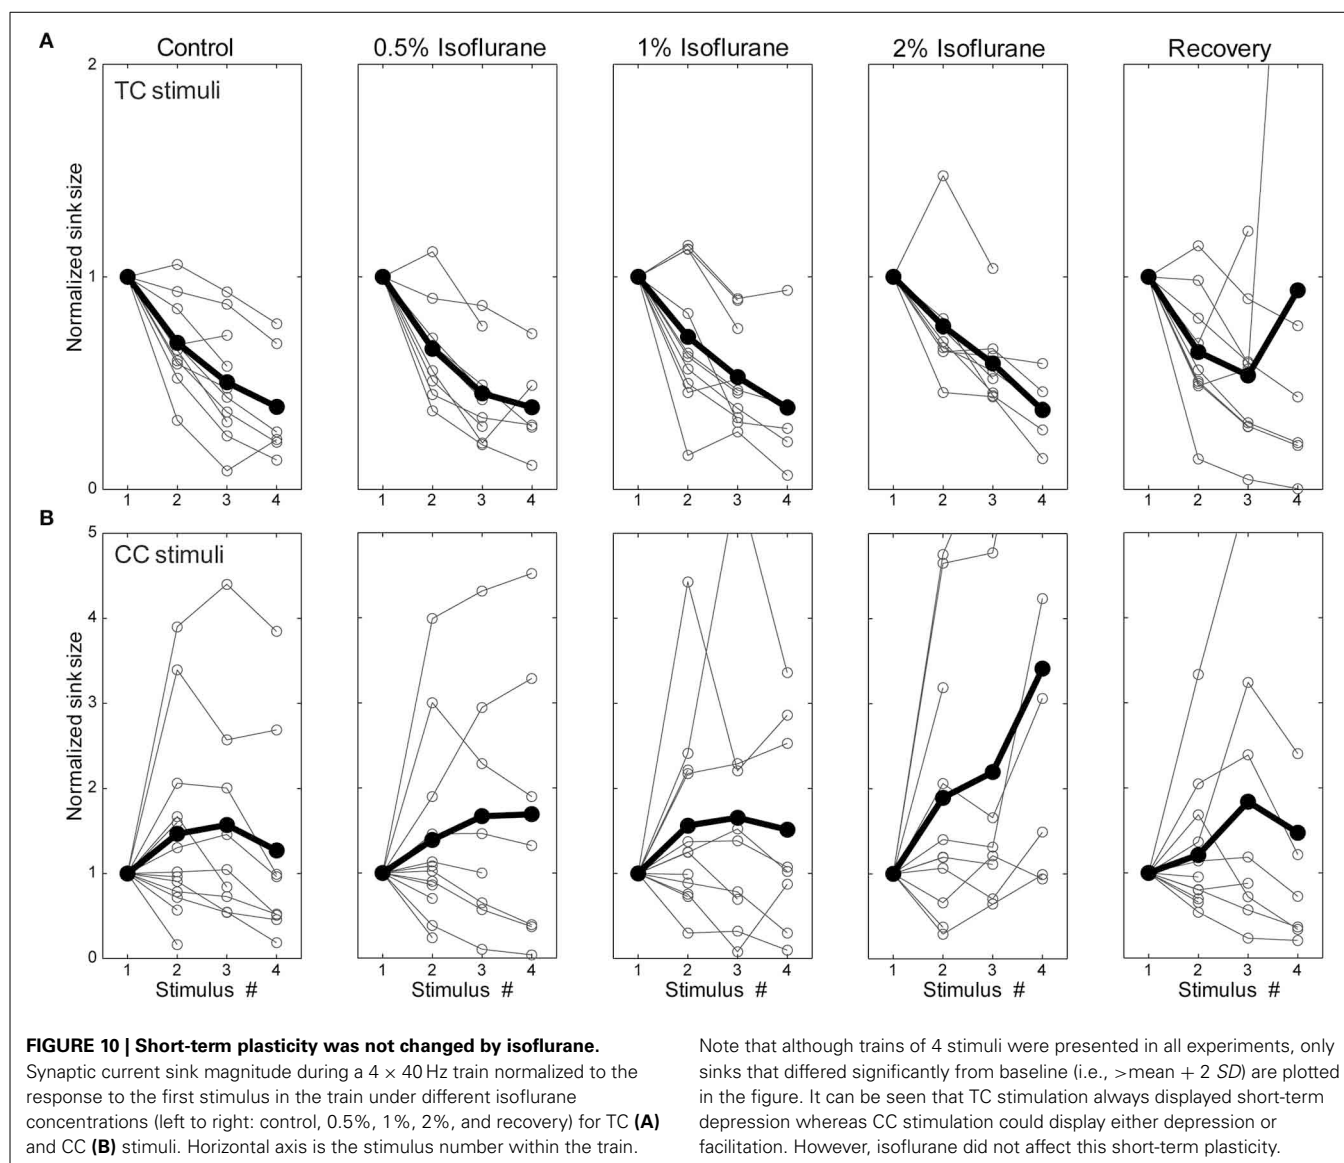 A
Control
0.5% Isoflurane
1% Isoflurane
2% Isoflurane
Recovery
TC stimuli
Normalized sink size
2
1
0
1 2 3 4
1 2 3 4
1 2 3 4
1 2 3 4
1 2 3 4
B
CC stimuli
Normalized sink size
5
4
3
2
1
0
1 2 3 4
1 2 3 4
1 2 3 4
1 2 3 4
1 2 3 4
Stimulus #
Stimulus #
Stimulus #
Stimulus #
Stimulus #
FIGURE 10 | Short-term plasticity was not changed by isoflurane.
Synaptic current sink magnitude during a 4 × 40 Hz train normalized to the
response to the first stimulus in the train under different isoflurane
concentrations (left to right: control, 0.5%, 1%, 2%, and recovery) for TC (A)
and CC (B) stimuli. Horizontal axis is the stimulus number within the train.
Note that although trains of 4 stimuli were presented in all experiments, only
sinks that differed significantly from baseline (i.e., >mean + 2 SD) are plotted
in the figure. It can be seen that TC stimulation always displayed short-term
depression whereas CC stimulation could display either depression or
facilitation. However, isoflurane did not affect this short-term plasticity.